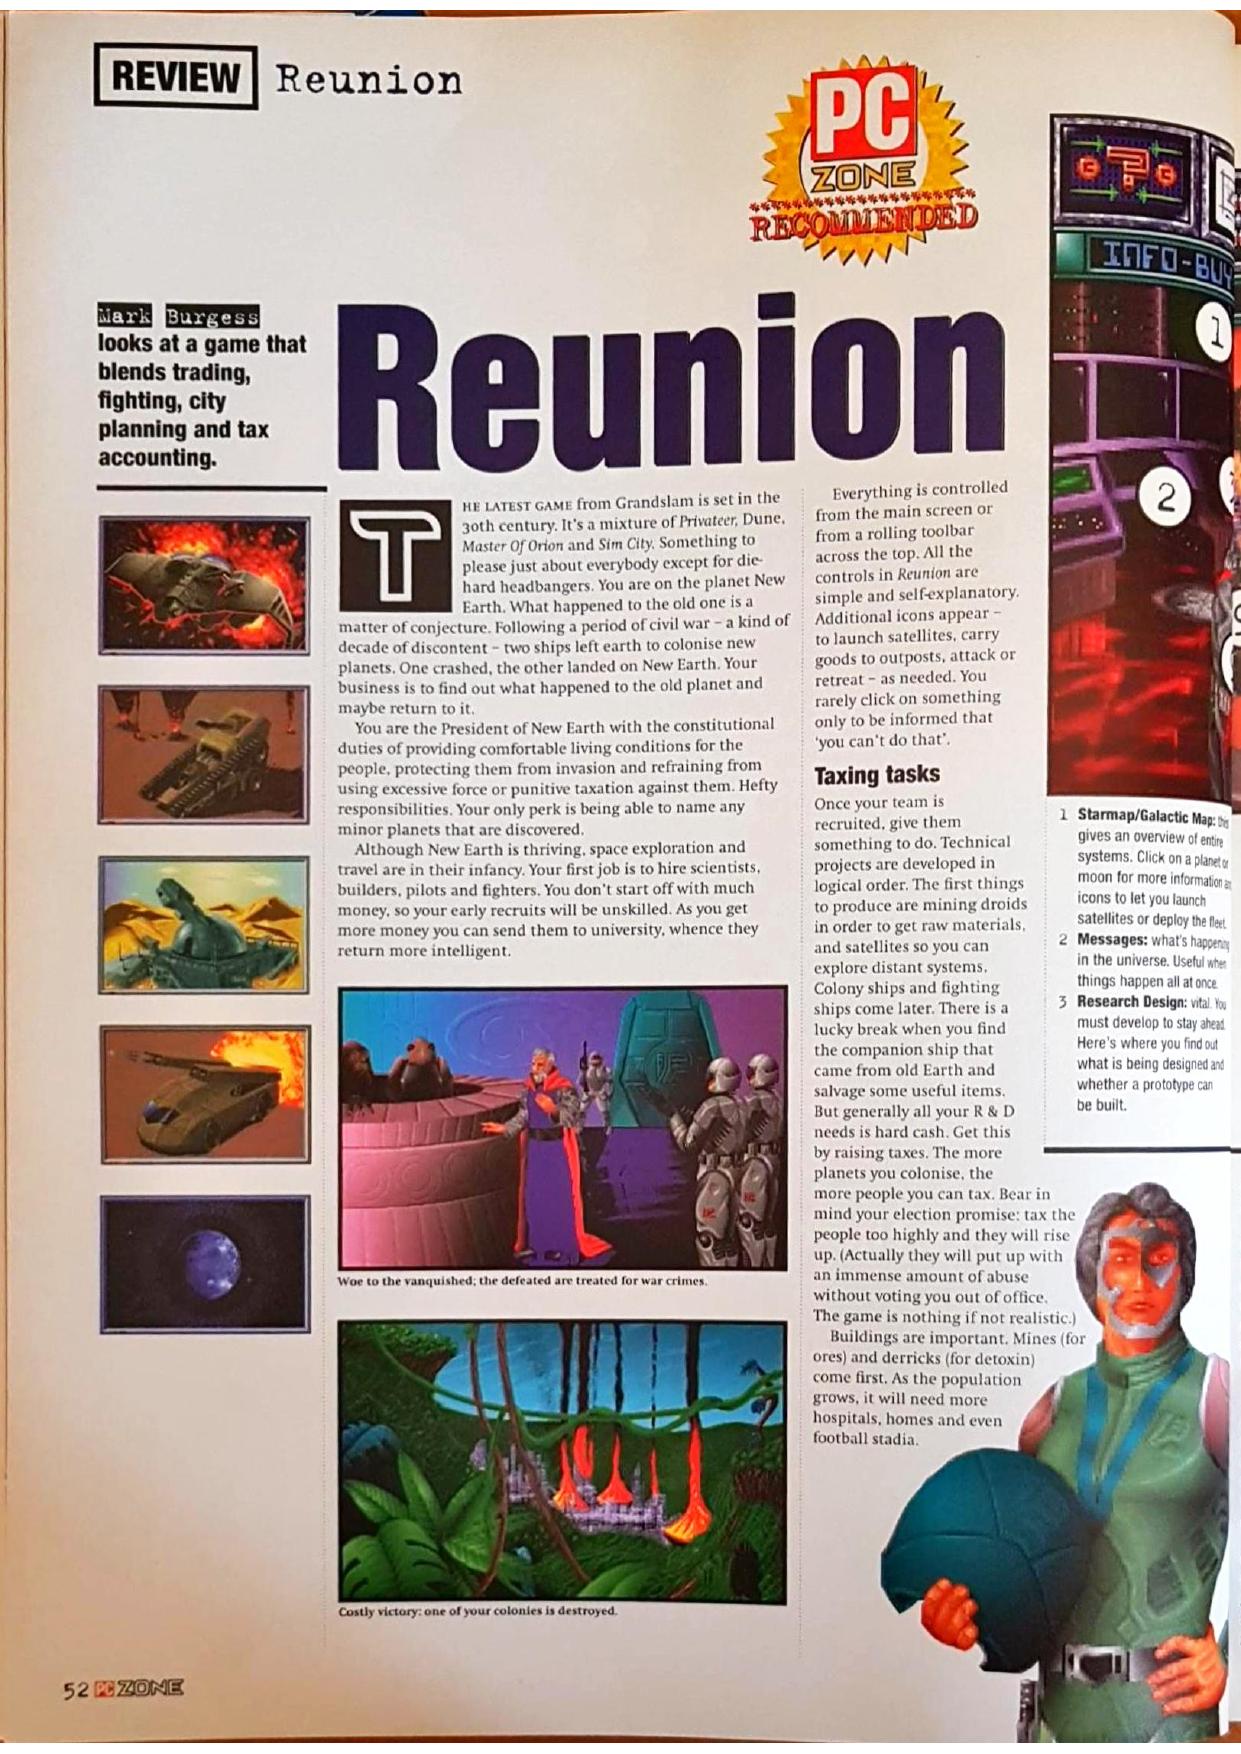 REVIEW Reunion
PC
ZONE
RECOMMENDED
Mark Burgess
looks at a game that
blends trading,
fighting, city
planning and tax
accounting.
Reunion
THE LATEST GAME from Grandslam is set in the
30th century. It's a mixture of Privateer, Dune,
Master Of Orion and Sim City. Something to
please just about everybody except for die-
hard headbangers. You are on the planet New
Earth. What happened to the old one is a
matter of conjecture. Following a period of civil war – a kind of
decade of discontent – two ships left earth to colonise new
planets. One crashed, the other landed on New Earth. Your
business is to find out what happened to the old planet and
maybe return to it.
You are the President of New Earth with the constitutional
duties of providing comfortable living conditions for the
people, protecting them from invasion and refraining from
using excessive force or punitive taxation against them. Hefty
responsibilities. Your only perk is being able to name any
minor planets that are discovered.
Although New Earth is thriving, space exploration and
travel are in their infancy. Your first job is to hire scientists,
builders, pilots and fighters. You don't start off with much
money, so your early recruits will be unskilled. As you get
more money you can send them to university, whence they
return more intelligent.
Woe to the vanquished; the defeated are treated for war crimes.
Costly victory: one of your colonies is destroyed.
Everything is controlled
from the main screen or
from a rolling toolbar
across the top. All the
controls in Reunion are
simple and self-explanatory.
Additional icons appear –
to launch satellites, carry
goods to outposts, attack or
retreat – as needed. You
rarely click on something
only to be informed that
'you can't do that'.
Taxing tasks
Once your team is
recruited, give them
something to do. Technical
projects are developed in
logical order. The first things
to produce are mining droids
in order to get raw materials,
and satellites so you can
explore distant systems.
Colony ships and fighting
ships come later. There is a
lucky break when you find
the companion ship that
came from old Earth and
salvage some useful items.
But generally all your R & D
needs is hard cash. Get this
by raising taxes. The more
planets you colonise, the
more people you can tax. Bear in
mind your election promise: tax the
people too highly and they will rise
up. (Actually they will put up with
an immense amount of abuse
without voting you out of office.
The game is nothing if not realistic.)
Buildings are important. Mines (for
ores) and derricks (for detoxin)
come first. As the population
grows, it will need more
hospitals, homes and even
football stadia.
INFO-BUY
1
2
1 Starmap/Galactic Map: this
gives an overview of entire
systems. Click on a planet or
moon for more information an
icons to let you launch
satellites or deploy the fleet.
2 Messages: what's happening
in the universe. Useful when
things happen all at once.
3 Research Design: vital. You
must develop to stay ahead.
Here's where you find out
what is being designed and
whether a prototype can
be built.
52 PC ZONE